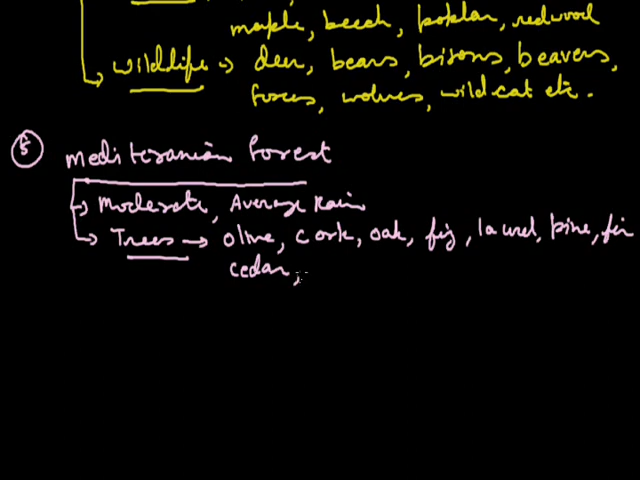 maple, beech, poplar, redwood
wildlife → deer, bears, bisons, beavers,
foxes, wolves, wild cat etc.
5 mediteranian forest
→ Moderate, Average Rain
→ Trees → olive, cork, oak, fig, laurel, pine, fir
cedar,